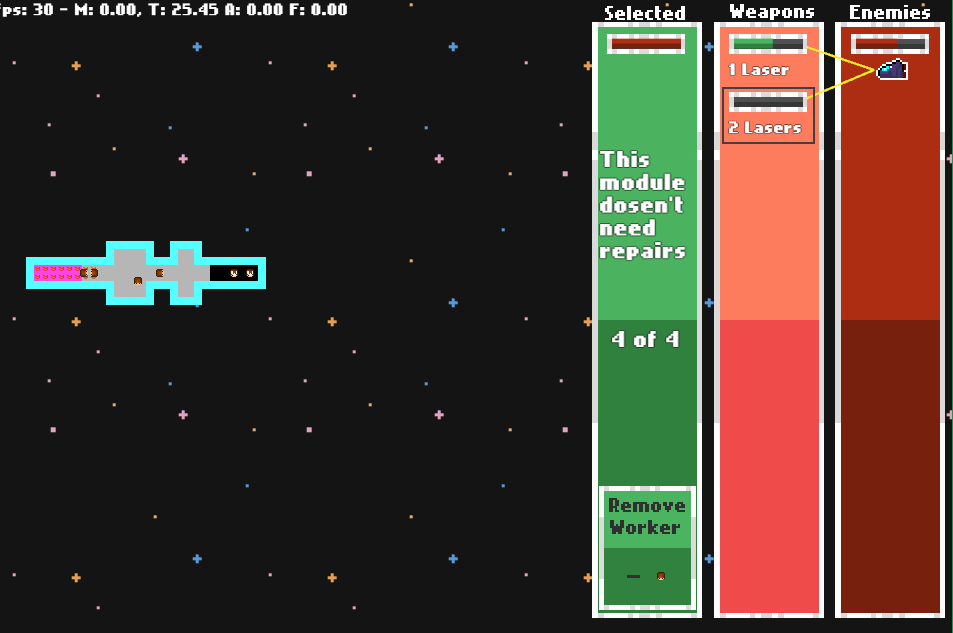 fps: 30 - M: 0.00, T: 25.45 A: 0.00 F: 0.00
Selected
Weapons
Enemies
1 Laser
2 Lasers
This
module
dosen't
need
repairs
4 of 4
Remove
Worker